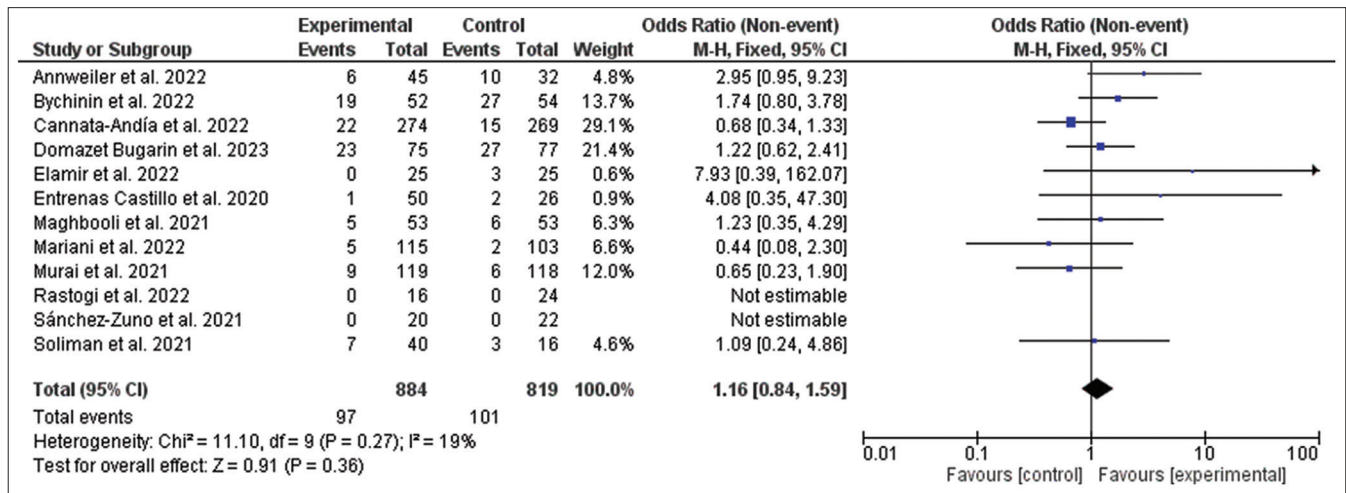 Experimental Control Odds Ratio (Non-event) Odds Ratio (Non-event)
Study or Subgroup Events Total Events Total Weight M-H, Fixed, 95% CI M-H, Fixed, 95% CI
Annweiler et al. 2022 6 45 10 32 4.8% 2.95 [0.95, 9.23]
Bychinin et al. 2022 19 52 27 54 13.7% 1.74 [0.80, 3.78]
Cannata-Andía et al. 2022 22 274 15 269 29.1% 0.68 [0.34, 1.33]
Domazet Bugarin et al. 2023 23 75 27 77 21.4% 1.22 [0.62, 2.41]
Elamir et al. 2022 0 25 3 25 0.6% 7.93 [0.39, 162.07]
Entrenas Castillo et al. 2020 1 50 2 26 0.9% 4.08 [0.35, 47.30]
Maghbooli et al. 2021 5 53 6 53 6.3% 1.23 [0.35, 4.29]
Mariani et al. 2022 5 115 2 103 6.6% 0.44 [0.08, 2.30]
Murai et al. 2021 9 119 6 118 12.0% 0.65 [0.23, 1.90]
Rastogi et al. 2022 0 16 0 24 Not estimable
Sánchez-Zuno et al. 2021 0 20 0 22 Not estimable
Soliman et al. 2021 7 40 3 16 4.6% 1.09 [0.24, 4.86]
Total (95% CI) 884 819 100.0% 1.16 [0.84, 1.59]
Total events 97 101
Heterogeneity: Chi² = 11.10, df = 9 (P = 0.27); I² = 19%
Test for overall effect: Z = 0.91 (P = 0.36)
0.01 0.1 1 10 100
Favours [control] Favours [experimental]